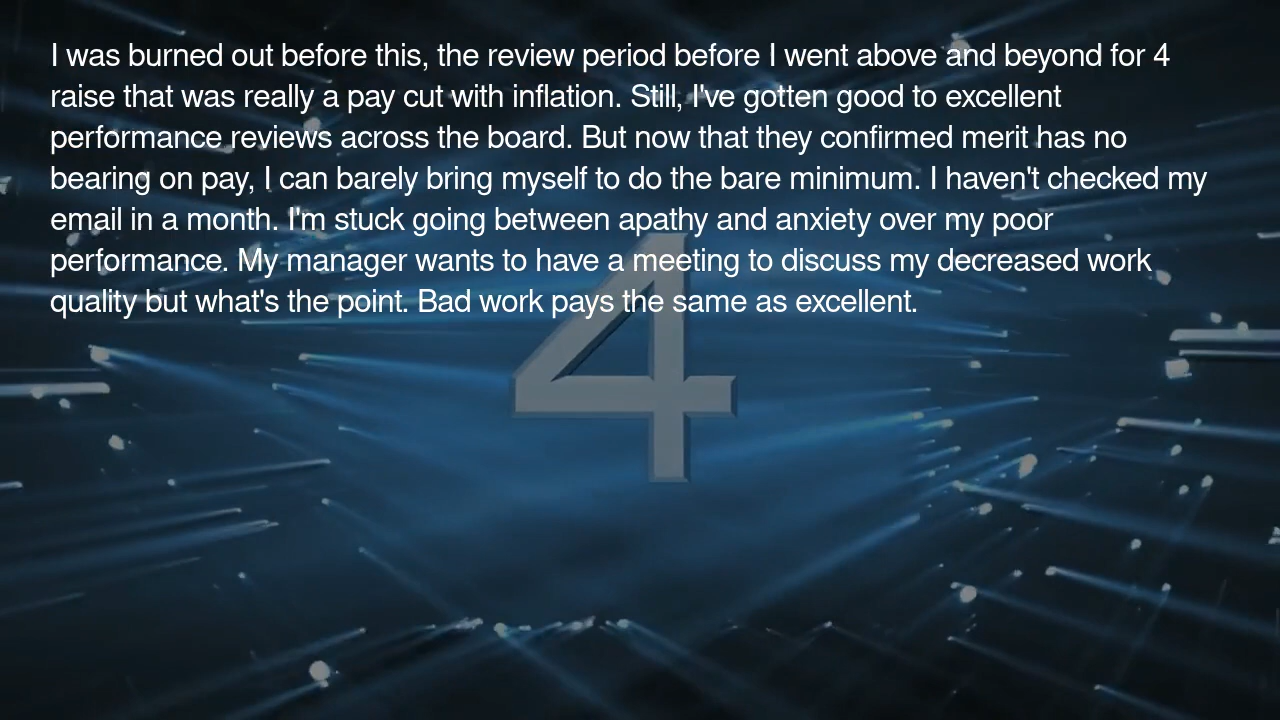 I was burned out before this, the review period before I went above and beyond for 4
raise that was really a pay cut with inflation. Still, I've gotten good to excellent
performance reviews across the board. But now that they confirmed merit has no
bearing on pay, I can barely bring myself to do the bare minimum. I haven't checked my
email in a month. I'm stuck going between apathy and anxiety over my poor
performance. My manager wants to have a meeting to discuss my decreased work
quality but what's the point. Bad work pays the same as excellent.
4